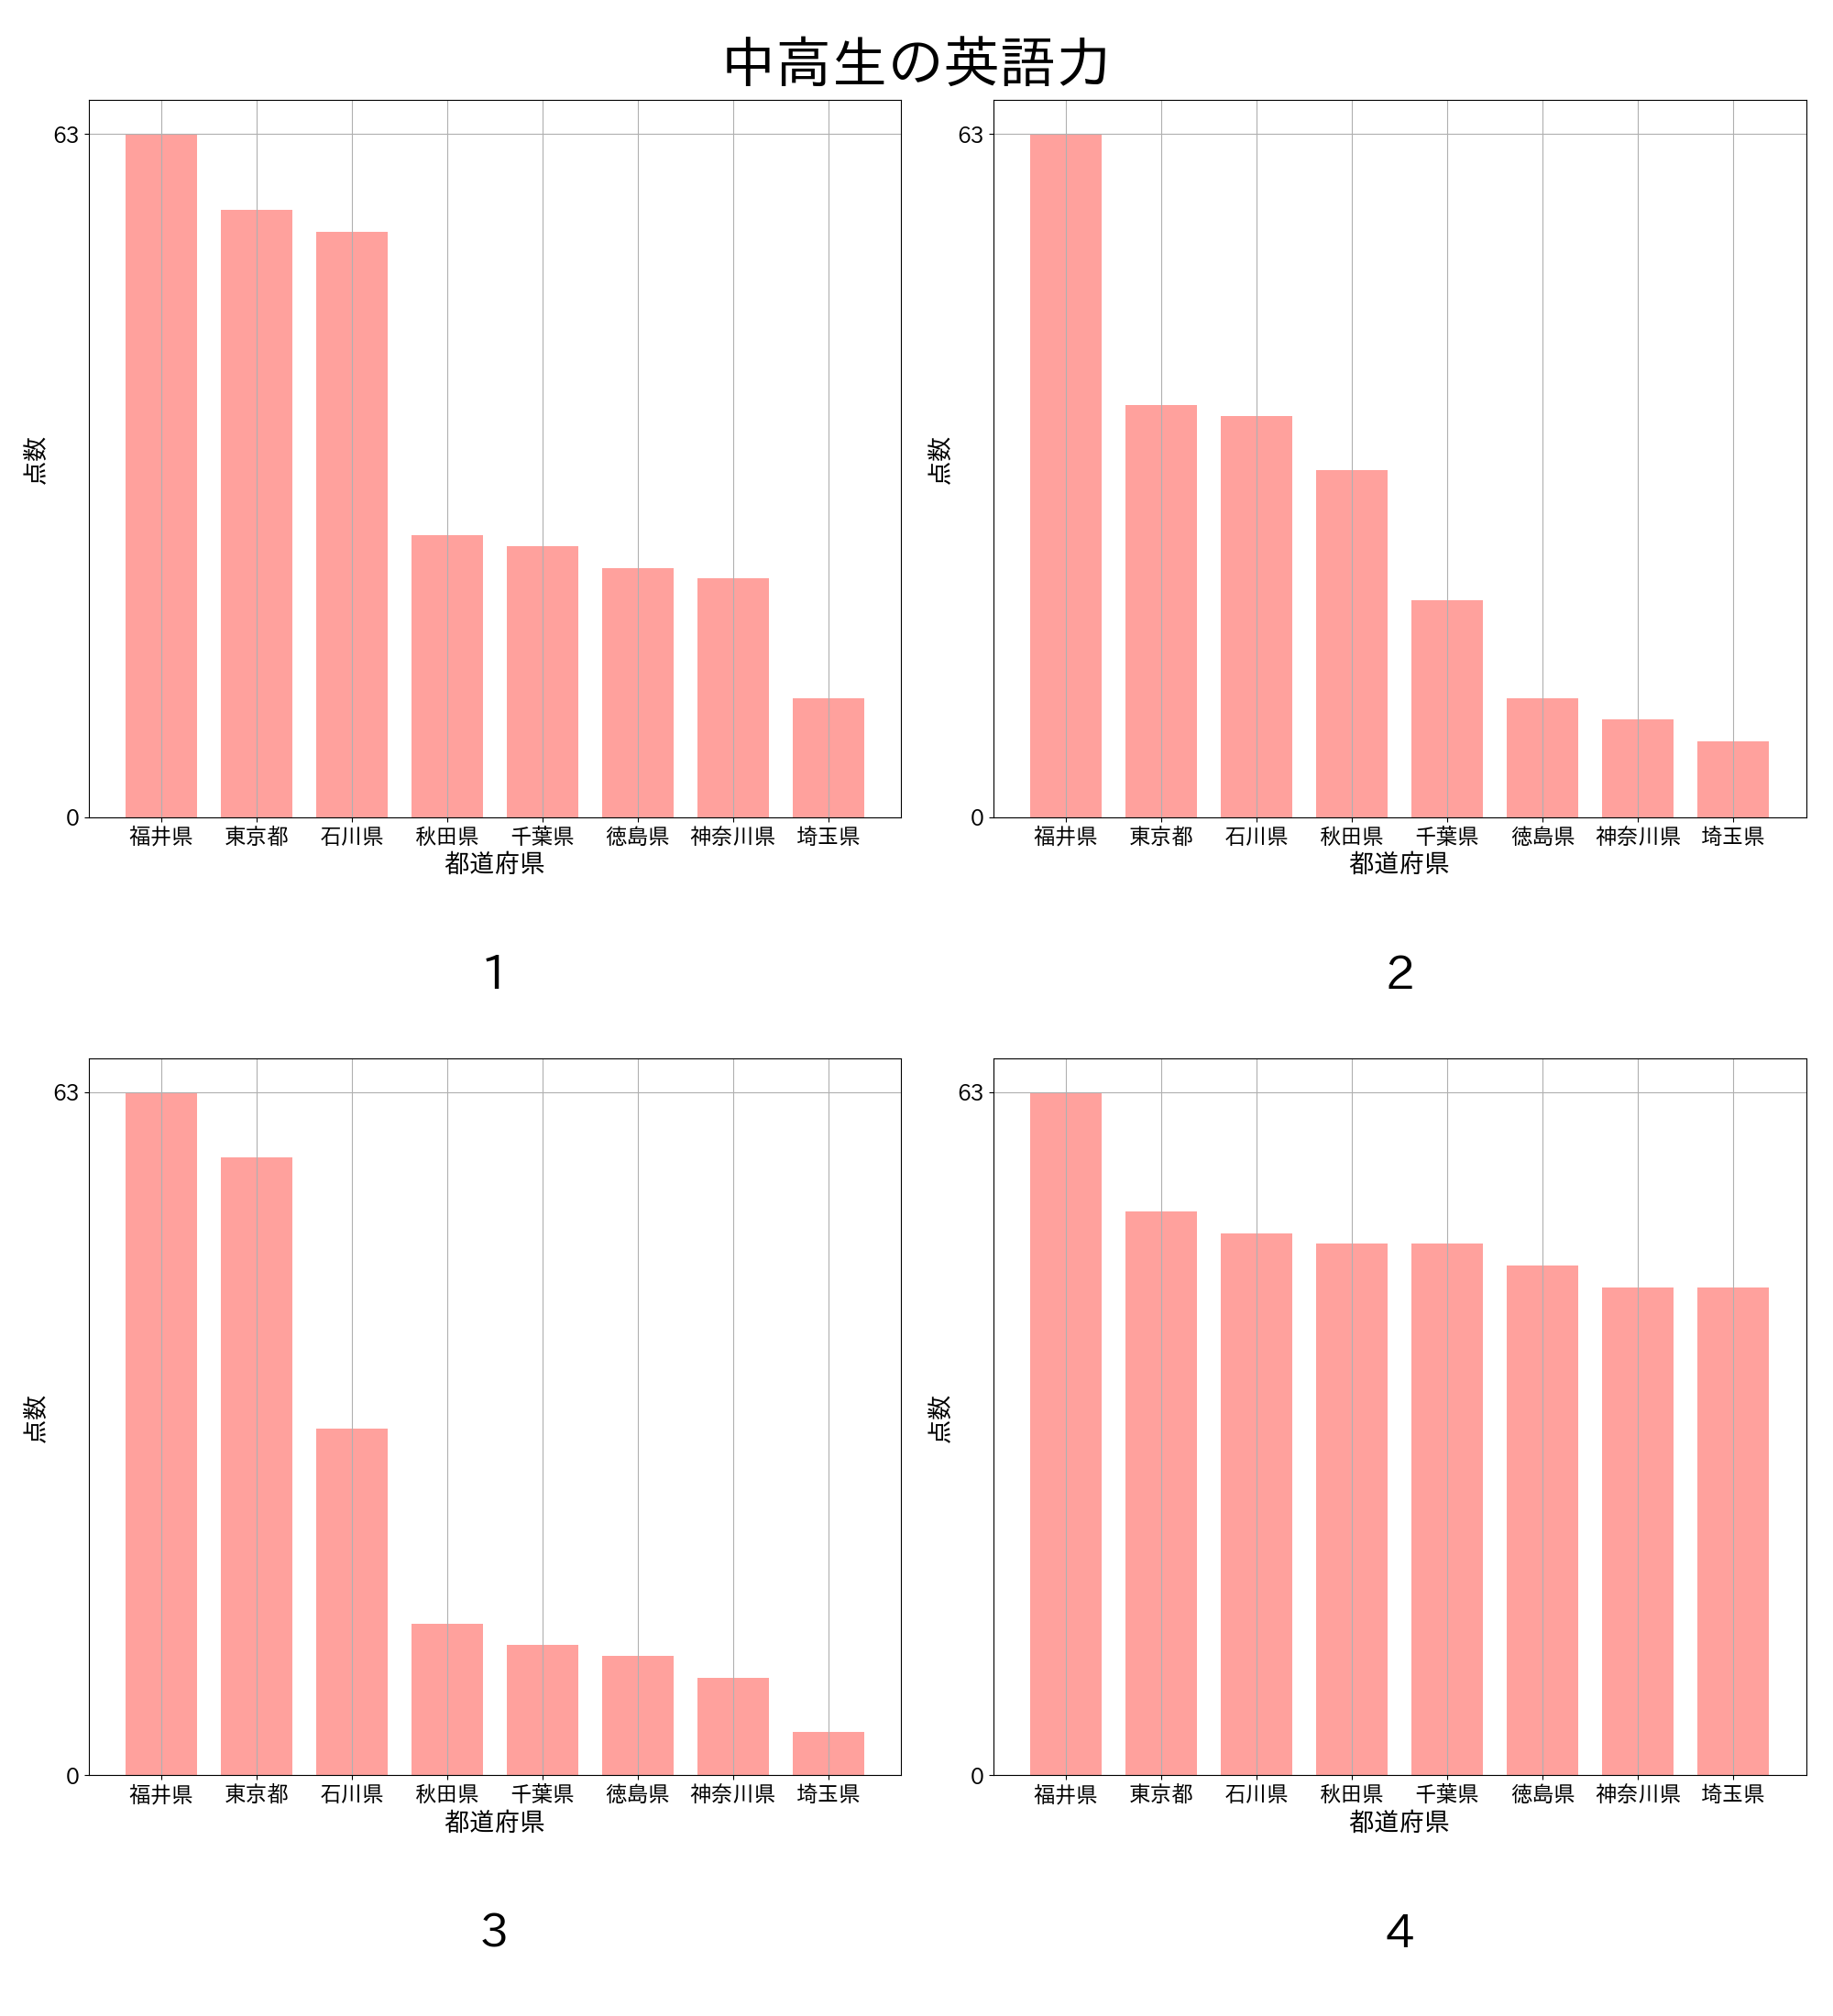 中高生の英語力
63
0
点数
福井県 東京都 石川県 秋田県 千葉県 徳島県 神奈川県 埼玉県
都道府県
1
63
0
点数
福井県 東京都 石川県 秋田県 千葉県 徳島県 神奈川県 埼玉県
都道府県
2
63
0
点数
福井県 東京都 石川県 秋田県 千葉県 徳島県 神奈川県 埼玉県
都道府県
3
63
0
点数
福井県 東京都 石川県 秋田県 千葉県 徳島県 神奈川県 埼玉県
都道府県
4